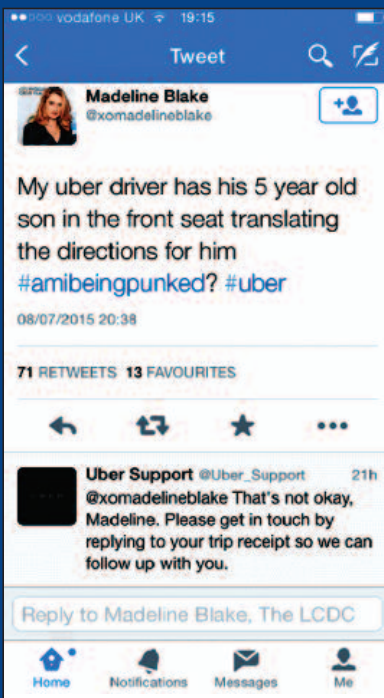 vodafone UK 19:15
Tweet
Madeline Blake
@xomadelineblake
My uber driver has his 5 year old
son in the front seat translating
the directions for him
#amibeingpunked? #uber
08/07/2015 20:38
71 RETWEETS 13 FAVOURITES
Uber Support @Uber_Support 21h
@xomadelineblake That's not okay,
Madeline. Please get in touch by
replying to your trip receipt so we can
follow up with you.
Reply to Madeline Blake, The LCDC
Home Notifications Messages Me